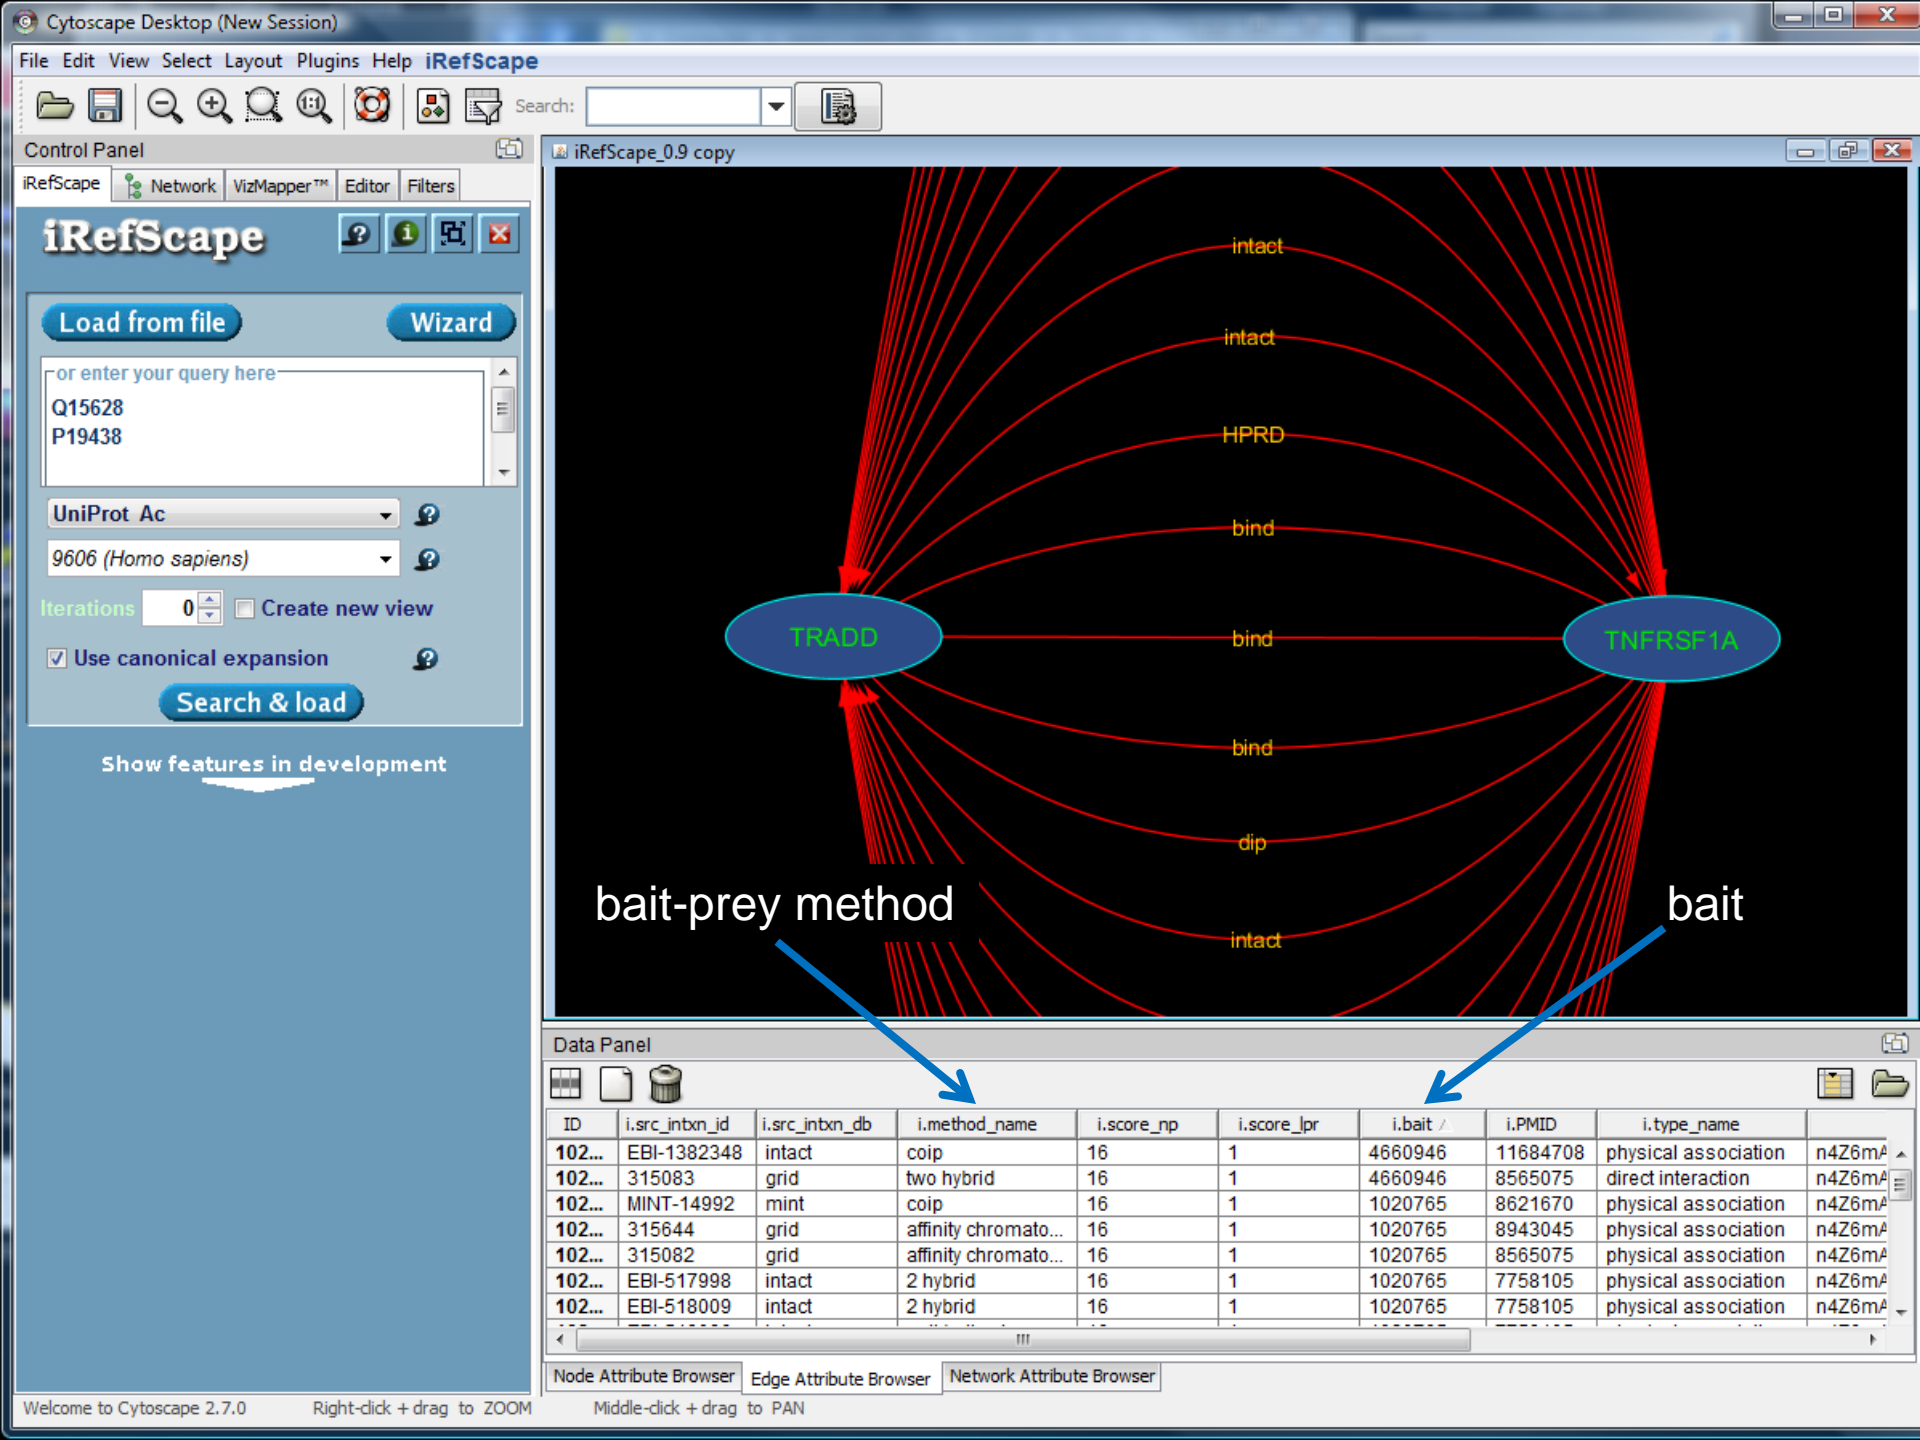 Cytoscape Desktop (New Session)
File Edit View Select Layout Plugins Help iRefScape
Search:
Control Panel
iRefScape Network VizMapper™ Editor Filters
iRefScape
Load from file Wizard
or enter your query here
Q15628
P19438
UniProt Ac
9606 (Homo sapiens)
Iterations 0 Create new view
Use canonical expansion
Search & load
Show features in development
iRefScape_0.9 copy
intact
intact
HPRD
bind
TRADD bind TNFRSF1A
bind
dip
bait-prey method bait
intact
Data Panel
ID i.src_intxn_id i.src_intxn_db i.method_name i.score_np i.score_lpr i.bait i.PMID i.type_name
102... EBI-1382348 intact coip 16 1 4660946 11684708 physical association n4Z6mA
102... 315083 grid two hybrid 16 1 4660946 8565075 direct interaction n4Z6mA
102... MINT-14992 mint coip 16 1 1020765 8621670 physical association n4Z6mA
102... 315644 grid affinity chromato... 16 1 1020765 8943045 physical association n4Z6mA
102... 315082 grid affinity chromato... 16 1 1020765 8565075 physical association n4Z6mA
102... EBI-517998 intact 2 hybrid 16 1 1020765 7758105 physical association n4Z6mA
102... EBI-518009 intact 2 hybrid 16 1 1020765 7758105 physical association n4Z6mA
Node Attribute Browser Edge Attribute Browser Network Attribute Browser
Welcome to Cytoscape 2.7.0 Right-click + drag to ZOOM Middle-click + drag to PAN